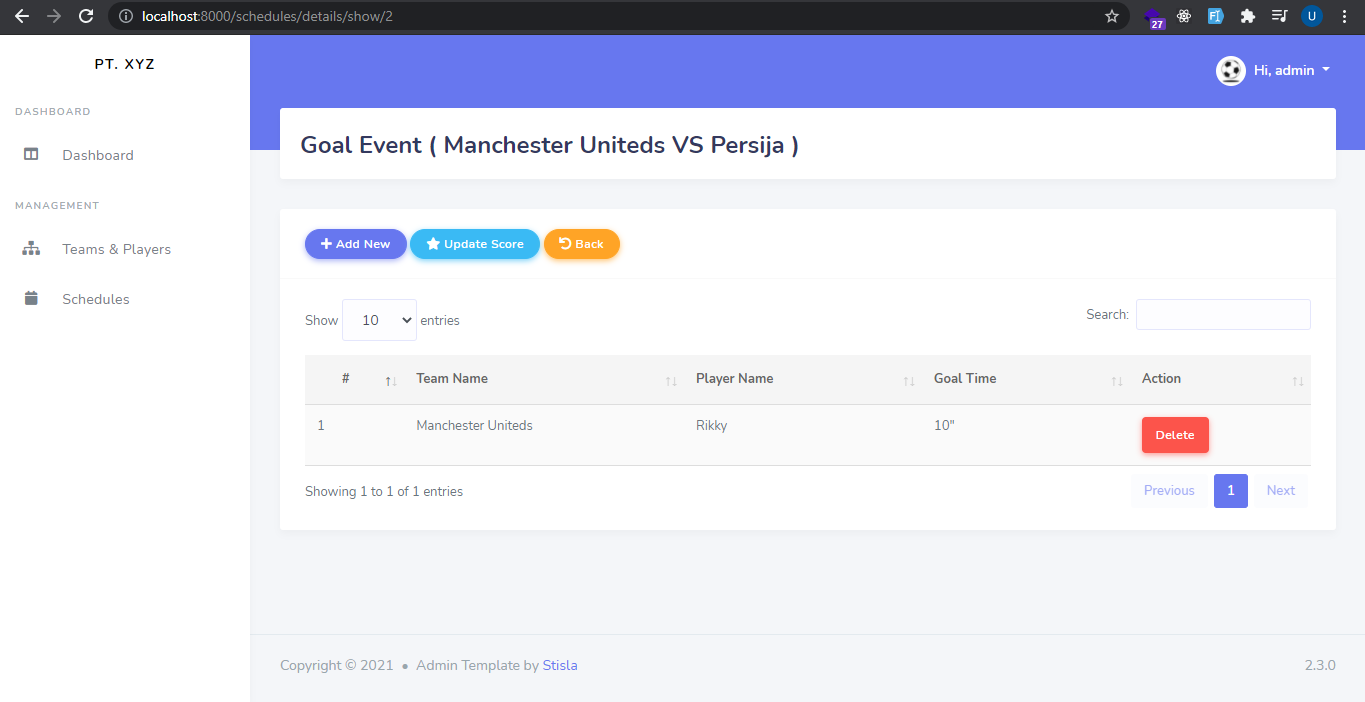 localhost:8000/schedules/details/show/2
27
FI
U
PT. XYZ
Hi, admin
DASHBOARD
Dashboard
MANAGEMENT
Teams & Players
Schedules
Goal Event ( Manchester Uniteds VS Persija )
Add New Update Score Back
Show 10 entries Search:
# Team Name Player Name Goal Time Action
1 Manchester Uniteds Rikky 10" Delete
Showing 1 to 1 of 1 entries Previous 1 Next
Copyright © 2021 • Admin Template by Stisla 2.3.0